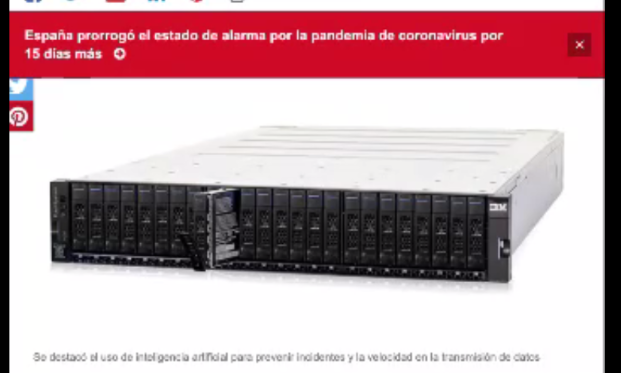 España prorrogó el estado de alarma por la pandemia de coronavirus por
15 días más
Se destacó el uso de inteligencia artificial para prevenir incidentes y la velocidad en la transmisión de datos